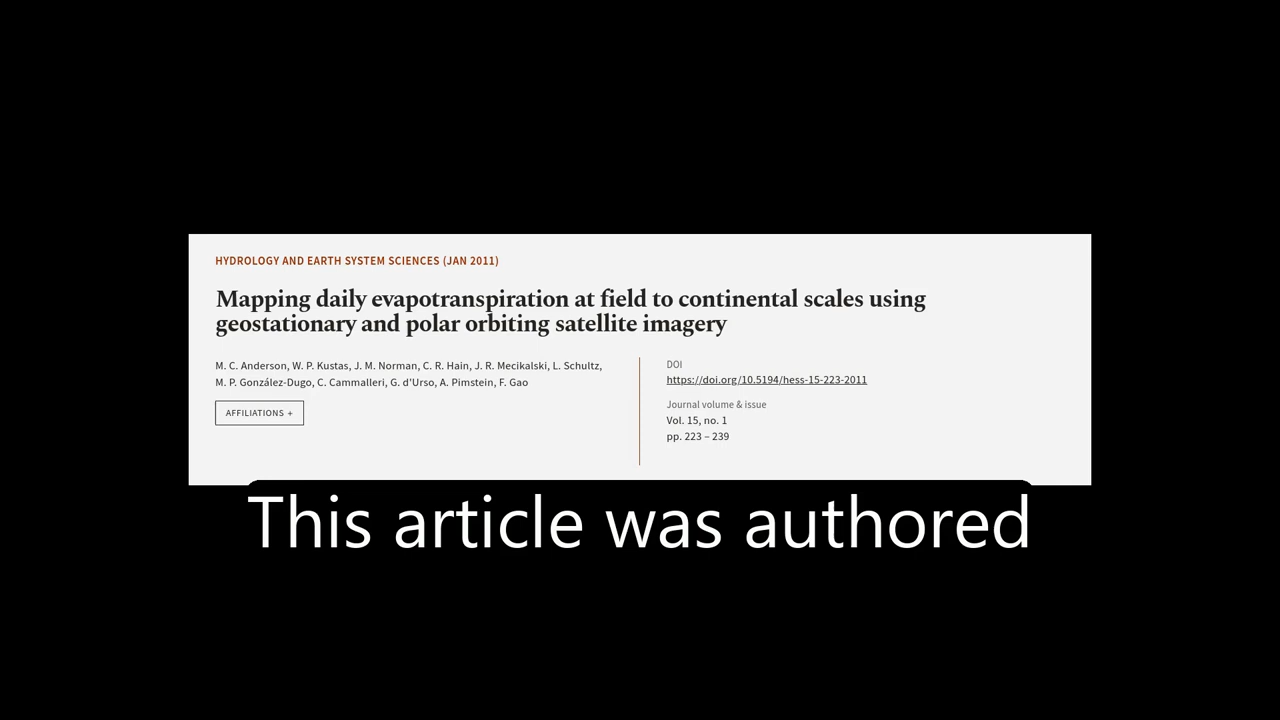 HYDROLOGY AND EARTH SYSTEM SCIENCES (JAN 2011)
Mapping daily evapotranspiration at field to continental scales using
geostationary and polar orbiting satellite imagery
M. C. Anderson, W. P. Kustas, J. M. Norman, C. R. Hain, J. R. Mecikalski, L. Schultz,
M. P. González-Dugo, C. Cammalleri, G. d'Urso, A. Pimstein, F. Gao
AFFILIATIONS +
DOI
https://doi.org/10.5194/hess-15-223-2011
Journal volume & issue
Vol. 15, no. 1
pp. 223 – 239
This article was authored